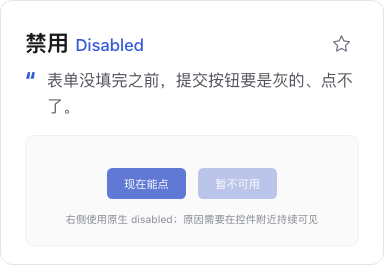 禁用 Disabled
“ 表单没填完之前，提交按钮要是灰的、点不
了。
现在能点 暂不可用
右侧使用原生 disabled；原因需要在控件附近持续可见